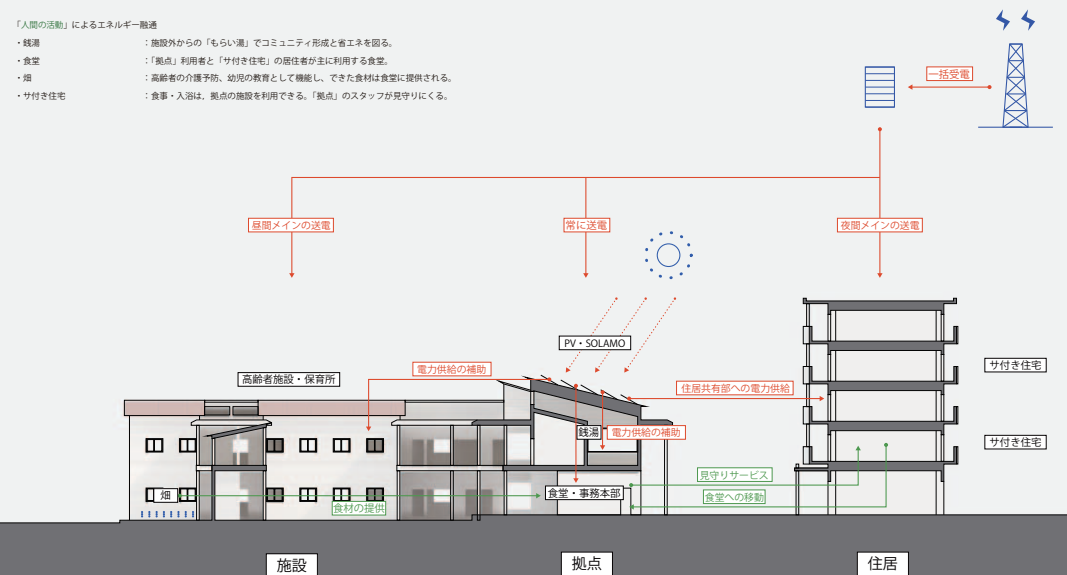 「人間の活動」によるエネルギー融通
・銭湯　：施設外からの「もらい湯」でコミュニティ形成と省エネを図る。
・食堂　：「拠点」利用者と「サ付き住宅」の居住者が主に利用する食堂。
・畑　：高齢者の介護予防、幼児の教育として機能し、できた食材は食堂に提供される。
・サ付き住宅　：食事・入浴は，拠点の施設を利用できる。「拠点」のスタッフが見守りにくる。
一括受電
昼間メインの送電
常に送電
夜間メインの送電
PV・SOLAMO
高齢者施設・保育所
電力供給の補助
住居共有部への電力供給
サ付き住宅
銭湯
電力供給の補助
サ付き住宅
見守りサービス
畑
食堂・事務本部
食堂への移動
食材の提供
施設
拠点
住居